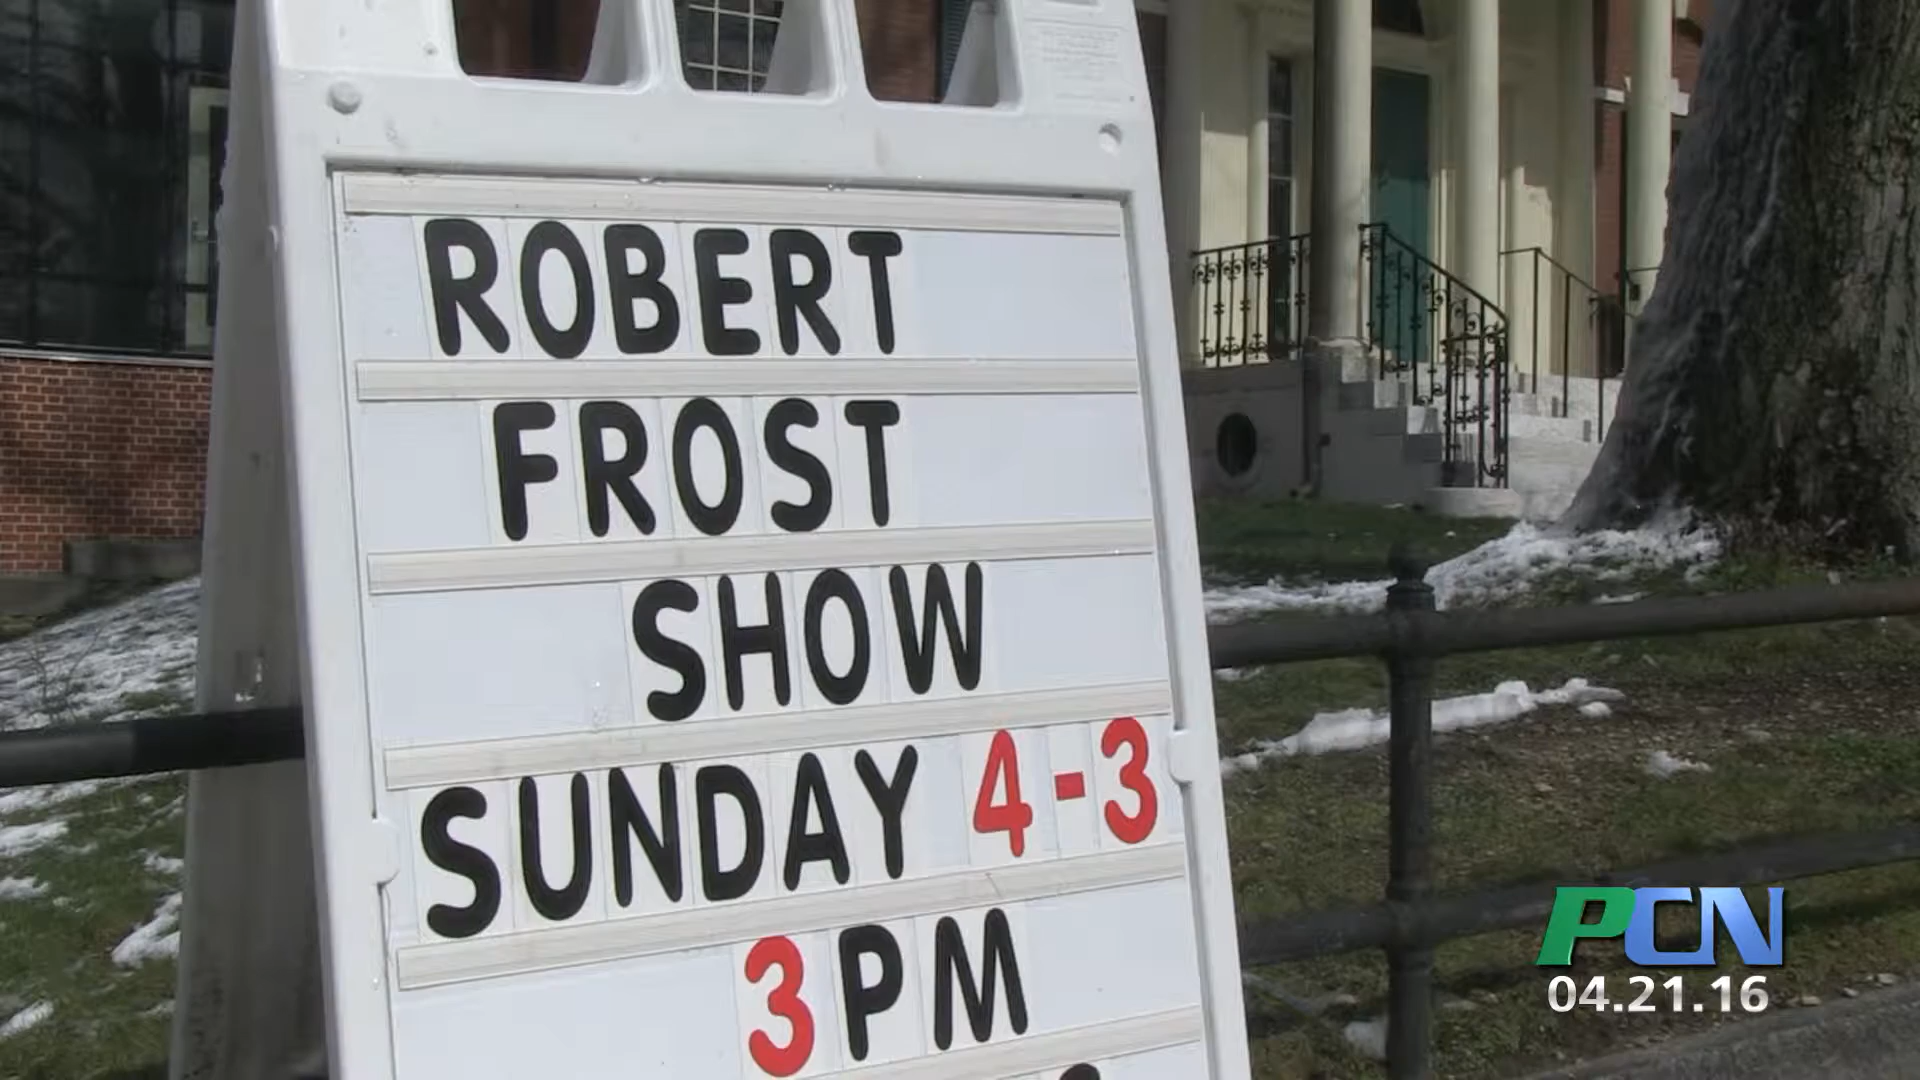 ROBERT
FROST
SHOW
SUNDAY 4-3
3PM
PCN
04.21.16